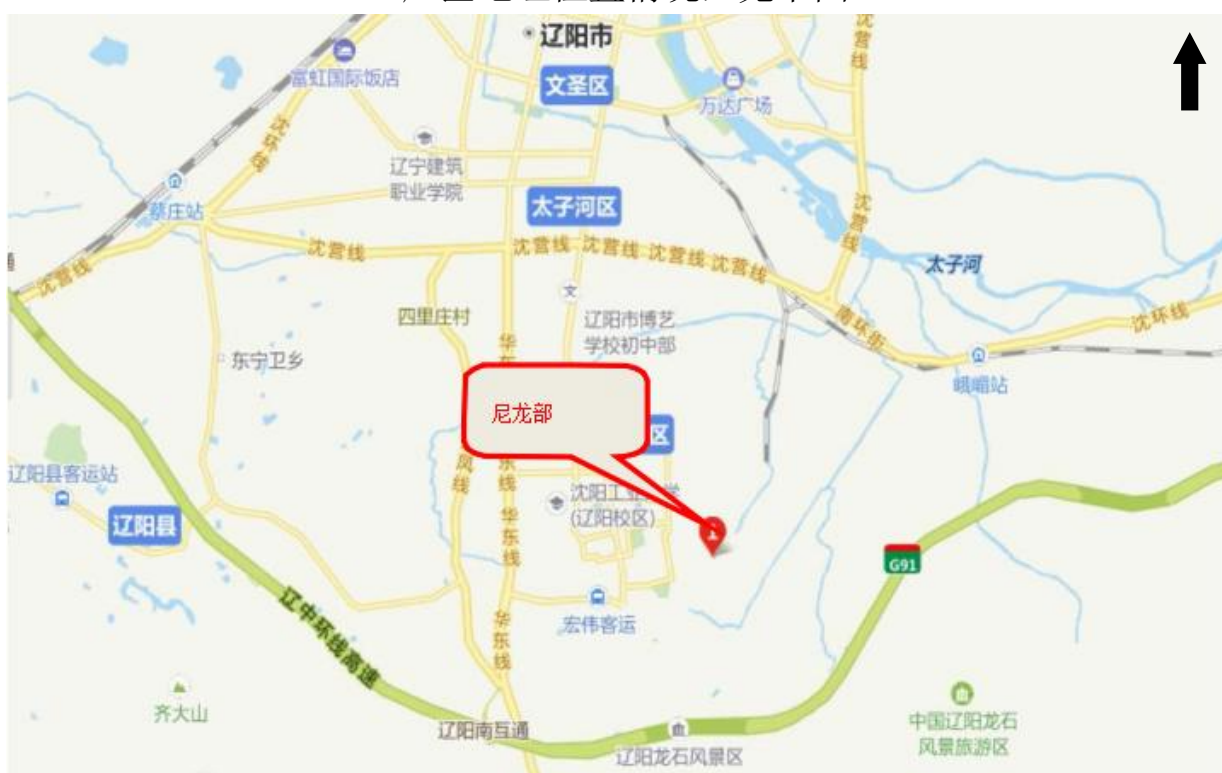 辽阳市
沈营线
富虹国际饭店
文圣区
万达广场
沈环线
辽宁建筑
职业学院
蔡庄站
太子河区
沈营线
沈营线
沈营线
沈营线 沈营线 沈营线 沈营线
太子河
沈营线
四里庄村
辽阳市博艺
学校初中部
南环街
沈环线
华东
东宁卫乡
峨嵋站
尼龙部
区
辽阳县客运站
凤线
东线
沈阳工业 学
(辽阳校区)
辽阳县
华东线
G91
辽中环线高速
宏伟客运
华东线
齐大山
中国辽阳龙石
风景旅游区
辽阳南互通
辽阳龙石风景区